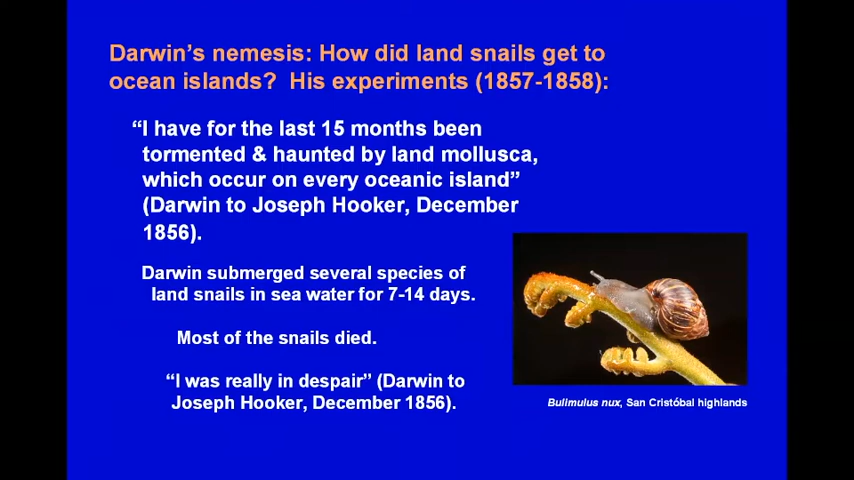 Darwin's nemesis: How did land snails get to
ocean islands? His experiments (1857-1858):
“I have for the last 15 months been
tormented & haunted by land mollusca,
which occur on every oceanic island”
(Darwin to Joseph Hooker, December
1856).
Darwin submerged several species of
land snails in sea water for 7-14 days.
Most of the snails died.
“I was really in despair” (Darwin to
Joseph Hooker, December 1856).
Bulimulus nux, San Cristóbal highlands